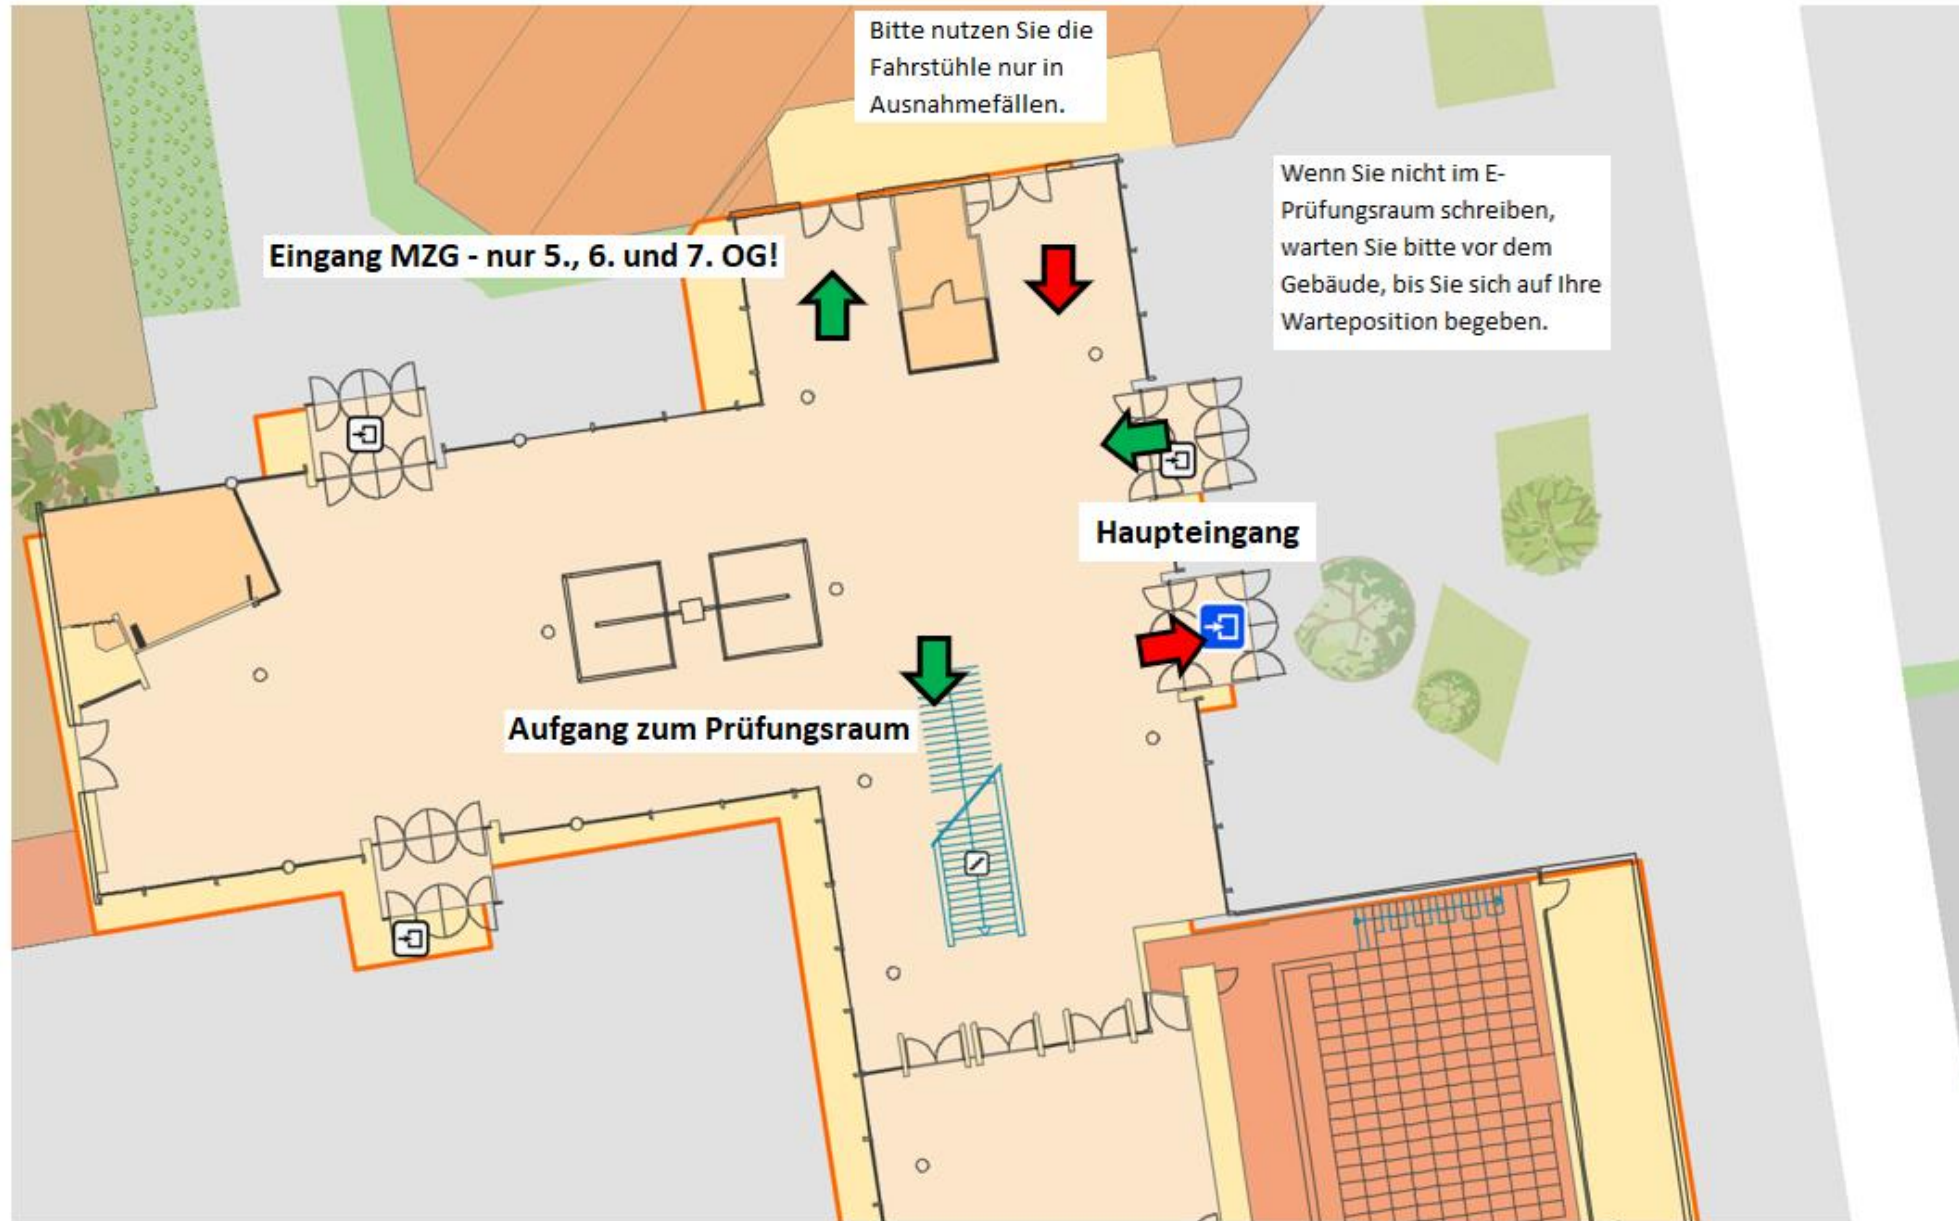 Bitte nutzen Sie die
Fahrstühle nur in
Ausnahmefällen.
Wenn Sie nicht im E-
Prüfungsraum schreiben,
warten Sie bitte vor dem
Gebäude, bis Sie sich auf Ihre
Warteposition begeben.
Eingang MZG - nur 5., 6. und 7. OG!
Haupteingang
Aufgang zum Prüfungsraum